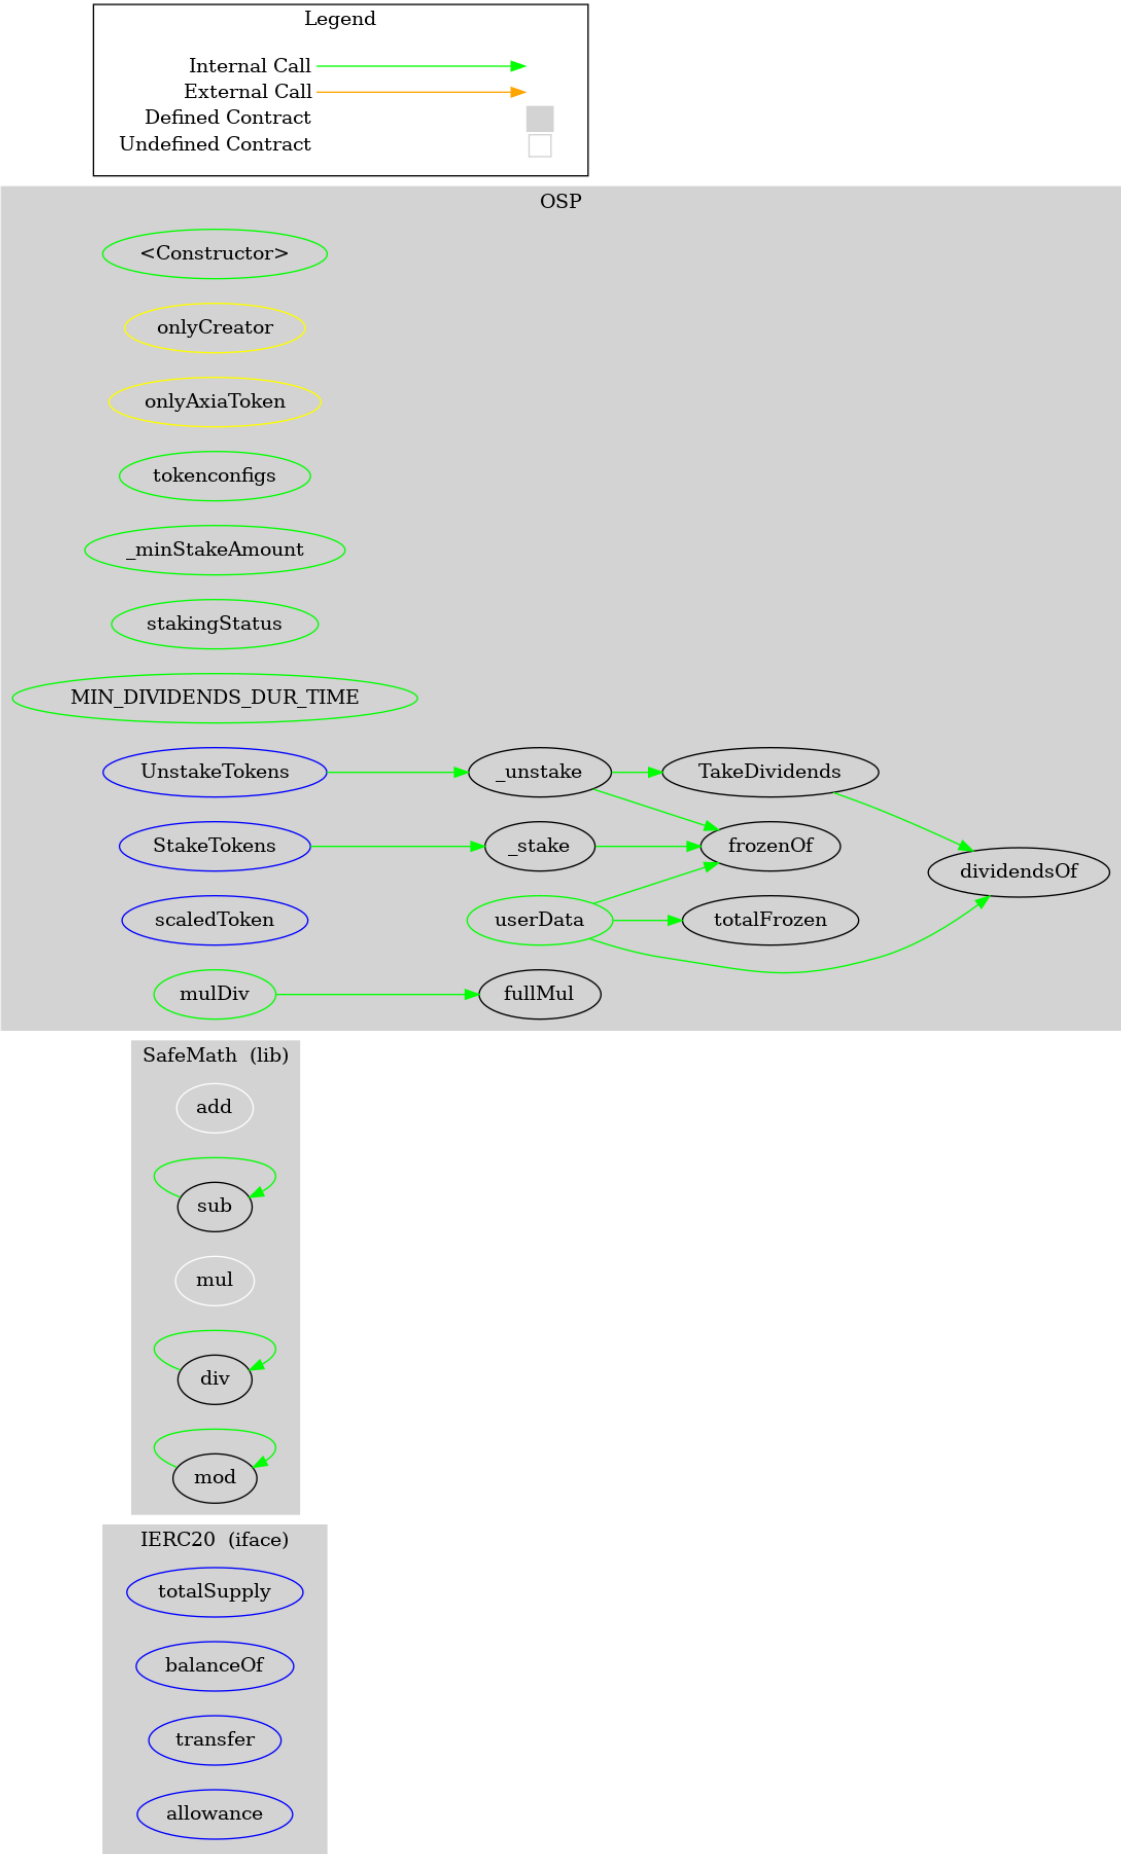 Legend
Internal Call
External Call
Defined Contract
Undefined Contract
OSP
<Constructor>
onlyCreator
onlyAxiaToken
tokenconfigs
_minStakeAmount
stakingStatus
MIN_DIVIDENDS_DUR_TIME
UnstakeTokens _unstake TakeDividends
StakeTokens _stake frozenOf
dividendsOf
scaledToken userData totalFrozen
mulDiv fullMul
SafeMath  (lib)
add
sub
mul
div
mod
IERC20  (iface)
totalSupply
balanceOf
transfer
allowance